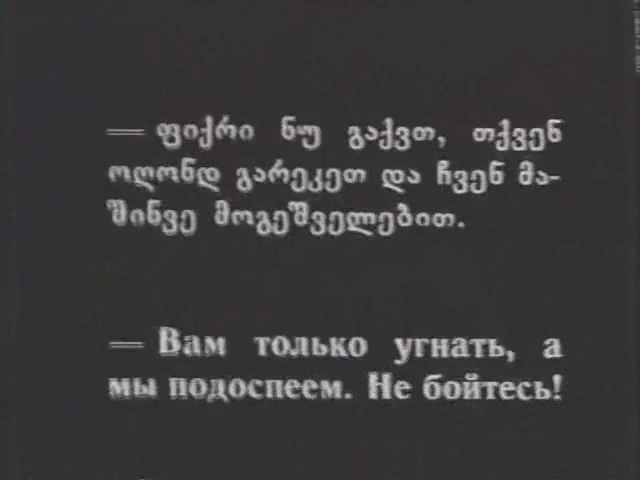 — ფიქრი ნუ გაქვთ, თქვენ
ოღონდ გარეკეთ და ჩვენ მა-
შინვე მოგეშველებით.
— Вам только угнать, а
мы подоспеем. Не бойтесь!